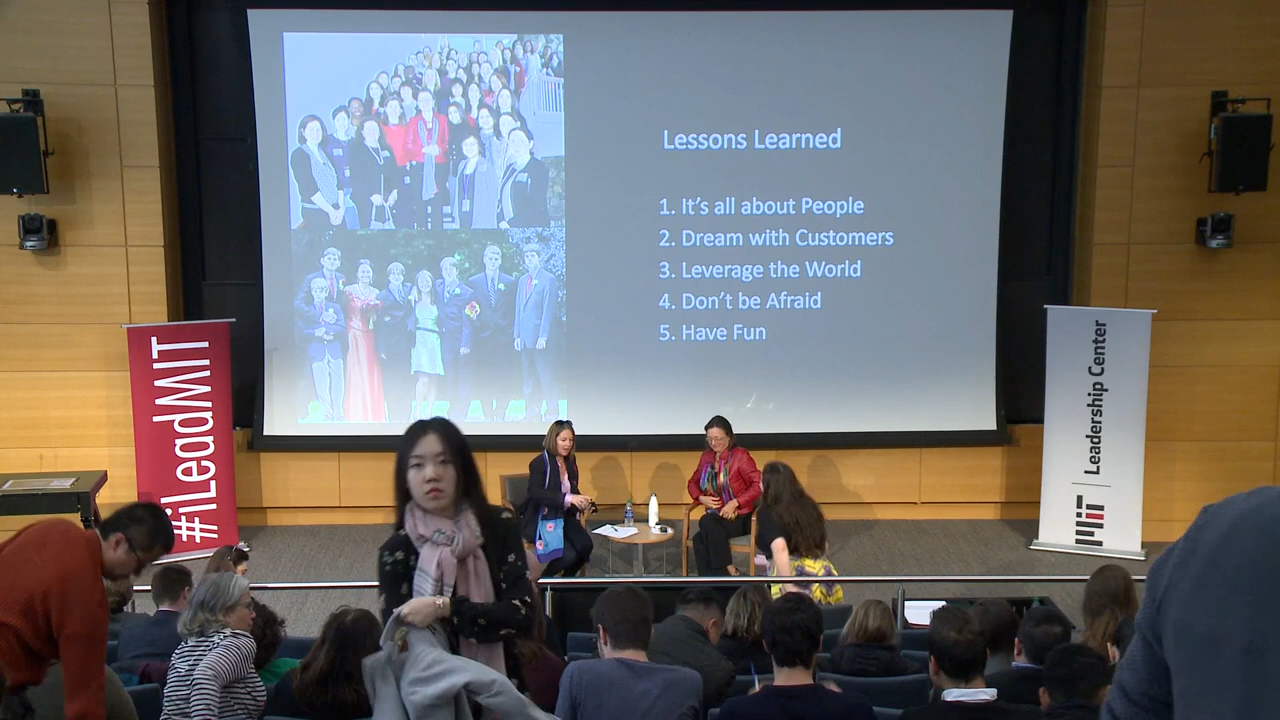 Lessons Learned
1. It's all about People
2. Dream with Customers
3. Leverage the World
4. Don't be Afraid
5. Have Fun
#iLeadMIT
MIT Leadership Center